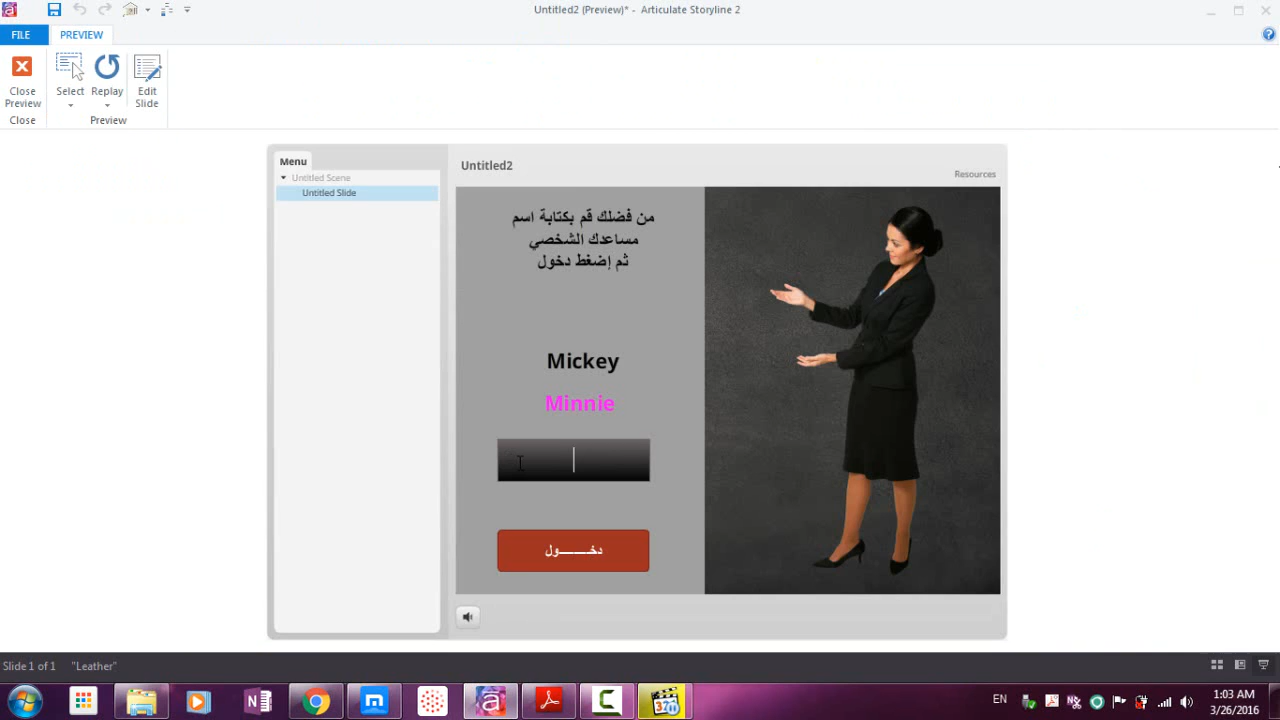 Untitled2 (Preview)* - Articulate Storyline 2
FILE
PREVIEW
Close Preview
Select
Replay
Edit Slide
Close
Preview
Menu
Untitled Scene
Untitled Slide
Untitled2
Resources
من فضلك قم بكتابة اسم
مساعدك الشخصي
ثم إضغط دخول
Mickey
Minnie
دخـــــــول
Slide 1 of 1
"Leather"
EN
1:03 AM
3/26/2016